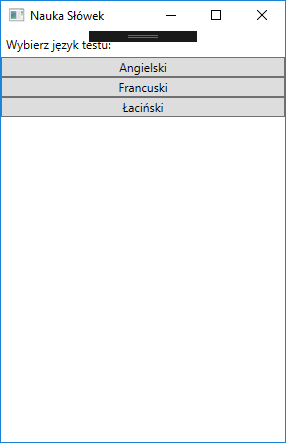 Nauka Słówek
Wybierz język testu:
Angielski
Francuski
Łaciński